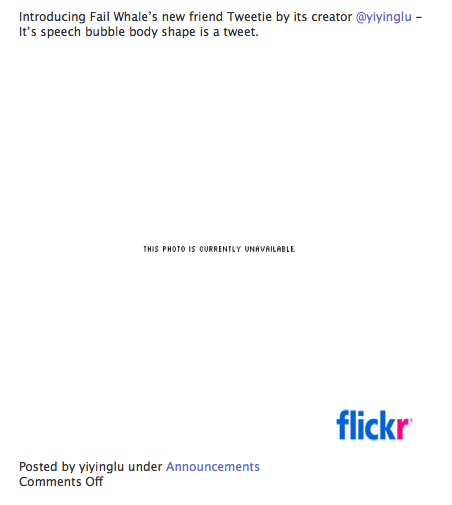 Introducing Fail Whale’s new friend Tweetie by its creator @yiyinglu –
It’s speech bubble body shape is a tweet.
THIS PHOTO IS CURRENTLY UNAVAILABLE.
flickr
Posted by yiyinglu under Announcements
Comments Off